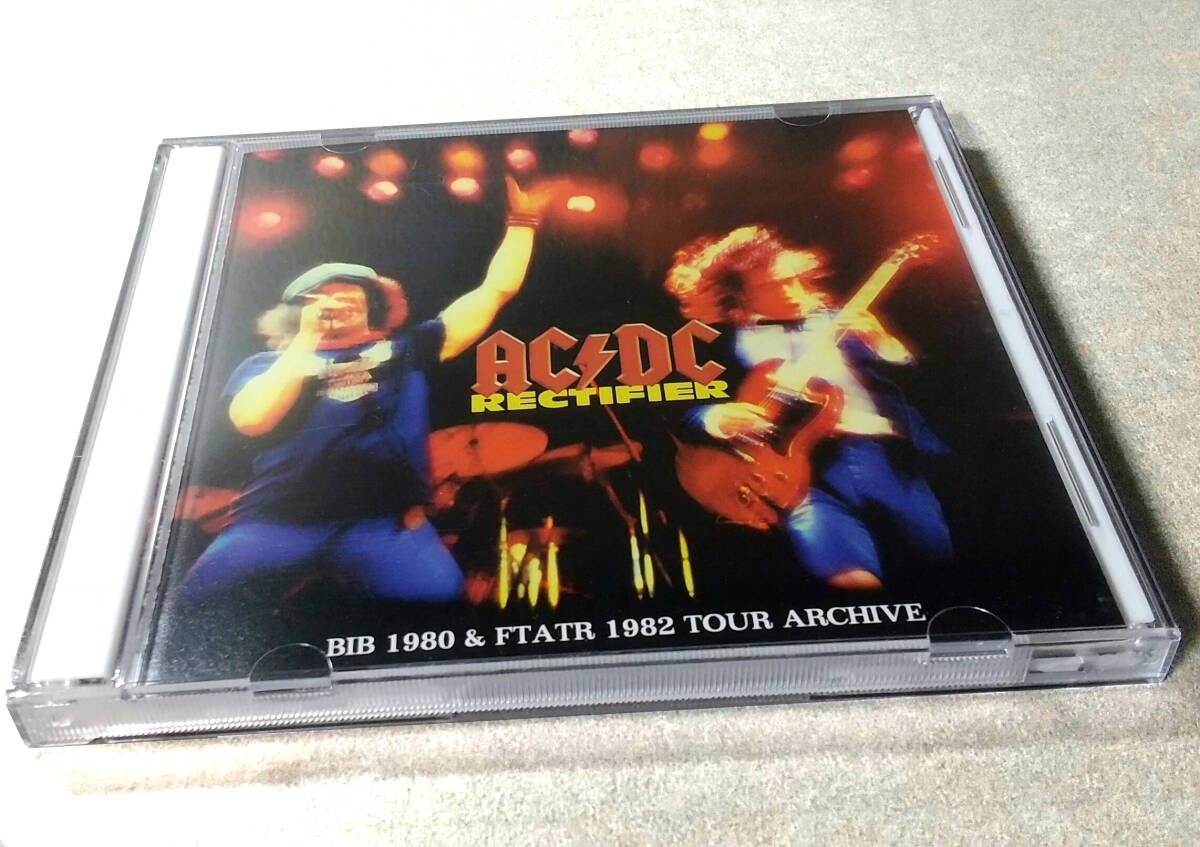 AC⚡DC
RECTIFIER
BIB 1980 & FTATR 1982 TOUR ARCHIVE